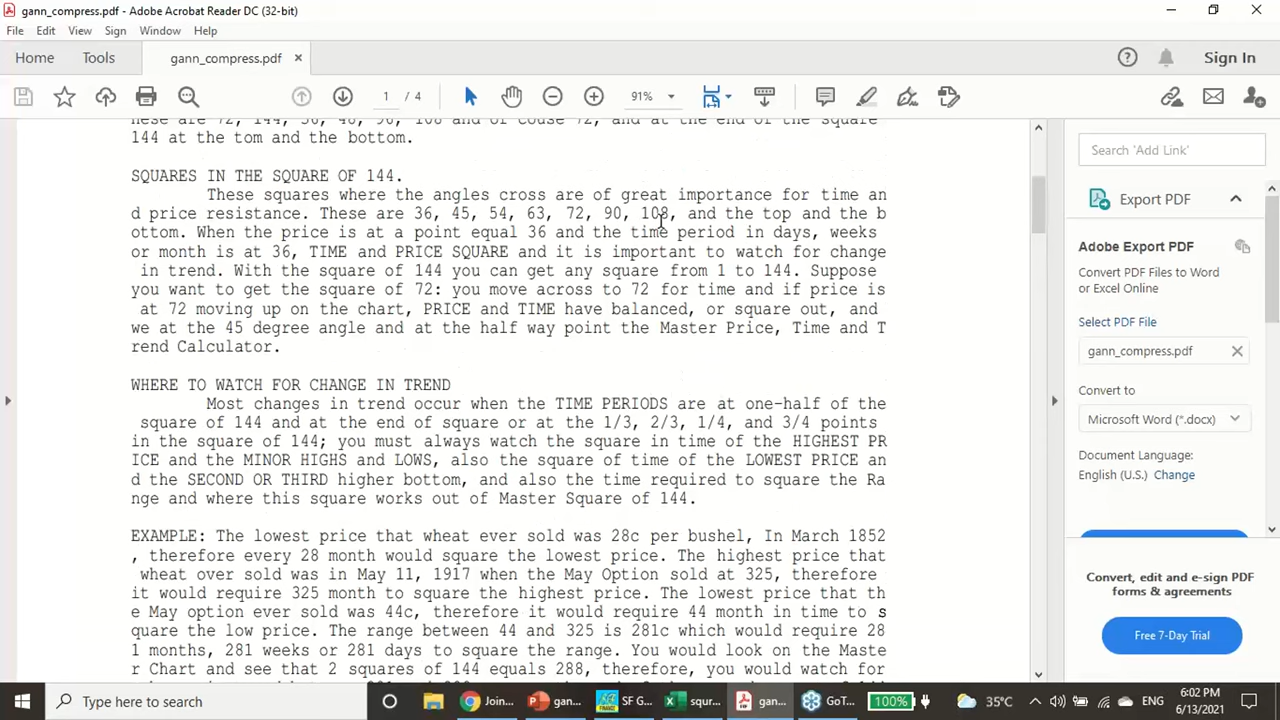 gann_compress.pdf - Adobe Acrobat Reader DC (32-bit)
File Edit View Sign Window Help
Home Tools gann_compress.pdf × Sign In
1 / 4 91%
144 at the tom and the bottom.
SQUARES IN THE SQUARE OF 144.
These squares where the angles cross are of great importance for time an
d price resistance. These are 36, 45, 54, 63, 72, 90, 108, and the top and the b
ottom. When the price is at a point equal 36 and the time period in days, weeks
or month is at 36, TIME and PRICE SQUARE and it is important to watch for change
in trend. With the square of 144 you can get any square from 1 to 144. Suppose
you want to get the square of 72: you move across to 72 for time and if price is
at 72 moving up on the chart, PRICE and TIME have balanced, or square out, and
we at the 45 degree angle and at the half way point the Master Price, Time and T
rend Calculator.
WHERE TO WATCH FOR CHANGE IN TREND
Most changes in trend occur when the TIME PERIODS are at one-half of the
square of 144 and at the end of square or at the 1/3, 2/3, 1/4, and 3/4 points
in the square of 144; you must always watch the square in time of the HIGHEST PR
ICE and the MINOR HIGHS and LOWS, also the square of time of the LOWEST PRICE an
d the SECOND OR THIRD higher bottom, and also the time required to square the Ra
nge and where this square works out of Master Square of 144.
EXAMPLE: The lowest price that wheat ever sold was 28c per bushel, In March 1852
, therefore every 28 month would square the lowest price. The highest price that
wheat over sold was in May 11, 1917 when the May Option sold at 325, therefore
it would require 325 month to square the highest price. The lowest price that th
e May option ever sold was 44c, therefore it would require 44 month in time to s
quare the low price. The range between 44 and 325 is 281c which would require 28
1 months, 281 weeks or 281 days to square the range. You would look on the Maste
r Chart and see that 2 squares of 144 equals 288, therefore, you would watch for
Search 'Add Link'
Export PDF
Adobe Export PDF
Convert PDF Files to Word
or Excel Online
Select PDF File
gann_compress.pdf
Convert to
Microsoft Word (*.docx)
Document Language:
English (U.S.) Change
Convert, edit and e-sign PDF
forms & agreements
Free 7-Day Trial
Type here to search
Join... gan... SF G... squr... gan... GoT... 100% 35°C ENG
6:02 PM
6/13/2021